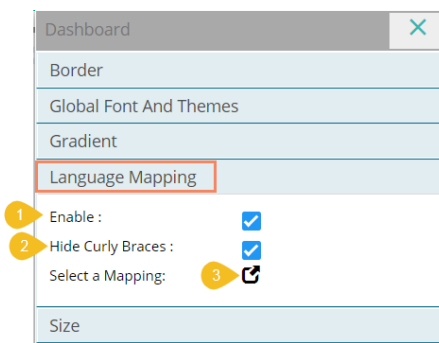 Dashboard
Border
Global Font And Themes
Gradient
Language Mapping
1 Enable :
2 Hide Curly Braces :
Select a Mapping: 3
Size